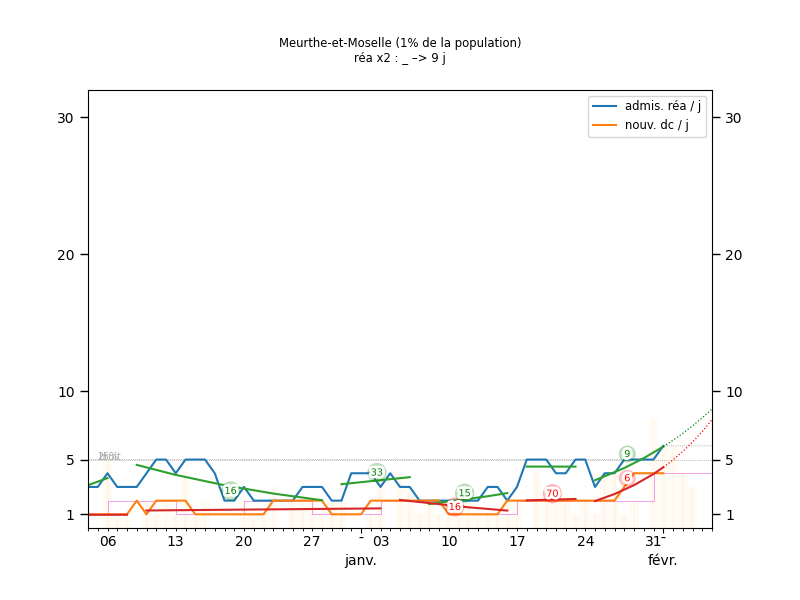 Meurthe-et-Moselle (1% de la population)
réa x2 : _ –> 9 j
admis. réa / j
nouv. dc / j
30 30
20 20
10 10
5 5
1 1
16
33
15
16
70
9
6
06 13 20 27 - 03 10 17 24 31 -
janv. févr.